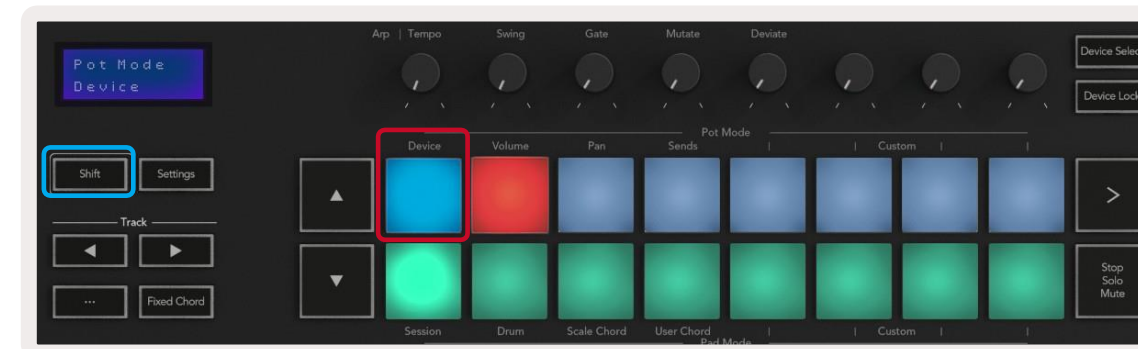 Arp | Tempo Swing Gate Mutate Deviate
Pot Mode
Device
Device Selec
Device Lock
Pot Mode
Device Volume Pan Sends | | Custom | |
Shift Settings
▲
>
Track
◀ ▶
▼
Stop
Solo
Mute
... Fixed Chord
Session Drum Scale Chord User Chord | | Custom | |
Pad Mode